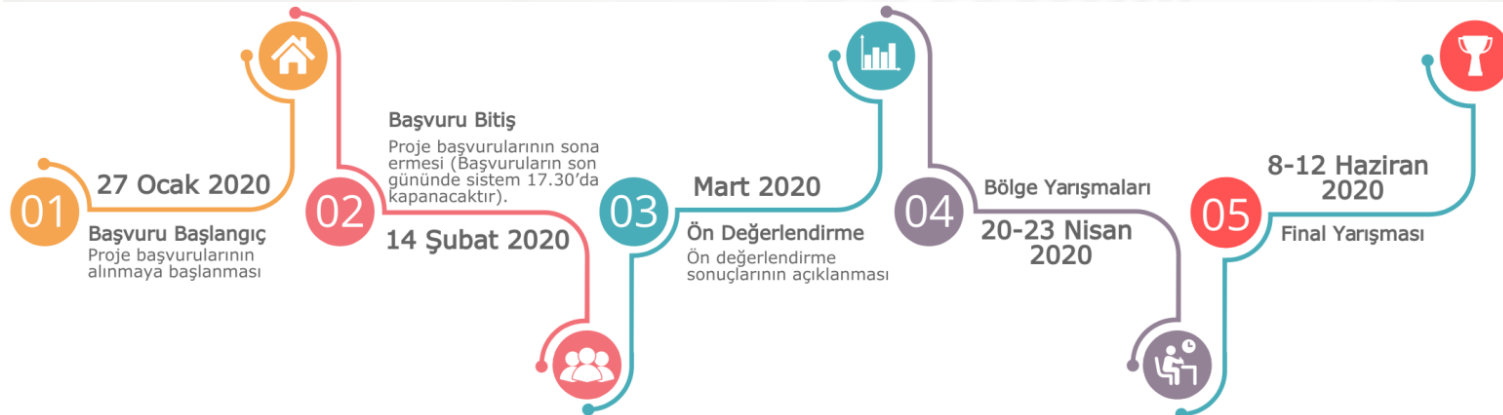 01
27 Ocak 2020
Başvuru Başlangıç
Proje başvurularının
alınmaya başlanması
02
Başvuru Bitiş
Proje başvurularının sona
ermesi (Başvuruların son
gününde sistem 17.30’da
kapanacaktır).
14 Şubat 2020
03
Mart 2020
Ön Değerlendirme
Ön değerlendirme
sonuçlarının açıklanması
04
Bölge Yarışmaları
20-23 Nisan
2020
05
8-12 Haziran
2020
Final Yarışması